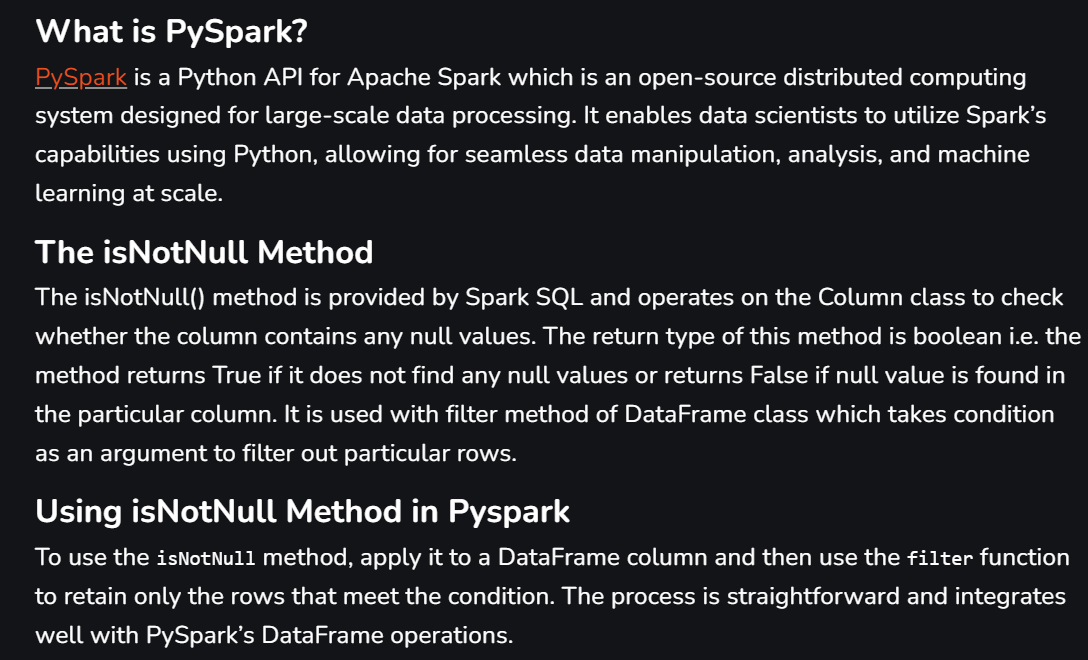 What is PySpark?
PySpark is a Python API for Apache Spark which is an open-source distributed computing
system designed for large-scale data processing. It enables data scientists to utilize Spark’s
capabilities using Python, allowing for seamless data manipulation, analysis, and machine
learning at scale.
The isNotNull Method
The isNotNull() method is provided by Spark SQL and operates on the Column class to check
whether the column contains any null values. The return type of this method is boolean i.e. the
method returns True if it does not find any null values or returns False if null value is found in
the particular column. It is used with filter method of DataFrame class which takes condition
as an argument to filter out particular rows.
Using isNotNull Method in Pyspark
To use the isNotNull method, apply it to a DataFrame column and then use the filter function
to retain only the rows that meet the condition. The process is straightforward and integrates
well with PySpark’s DataFrame operations.